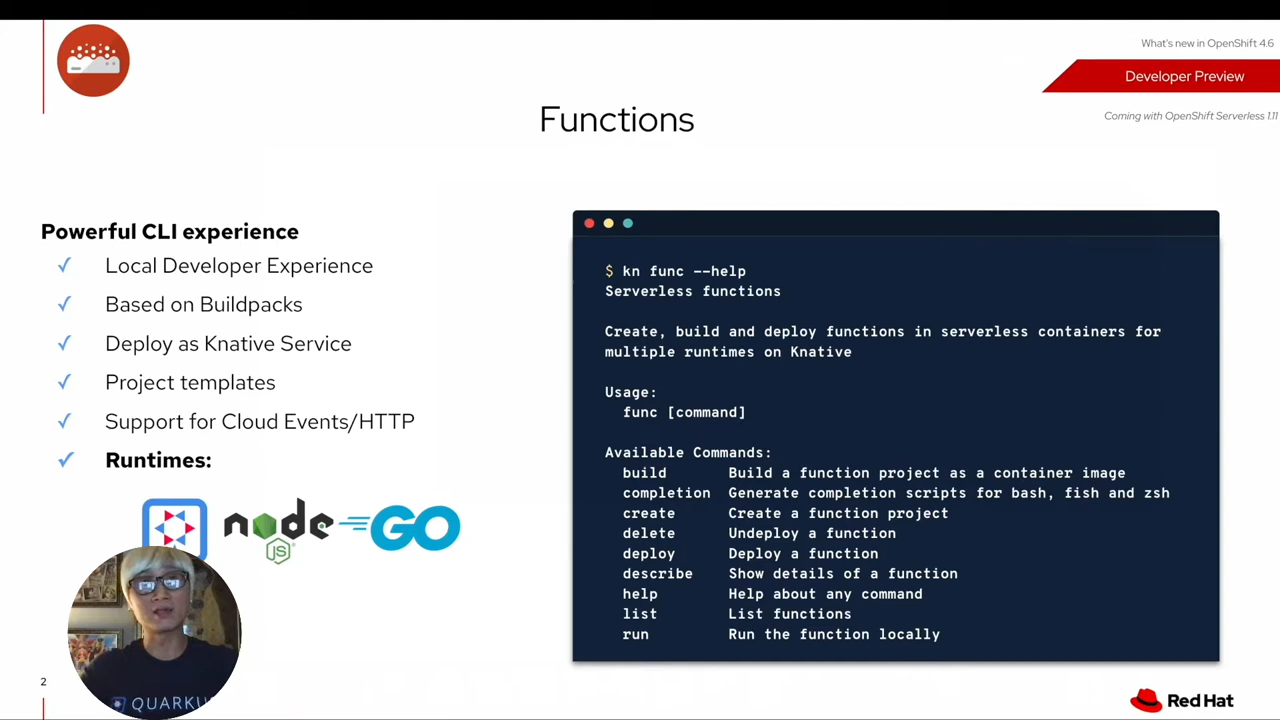 What's new in OpenShift 4.6
Developer Preview
Coming with OpenShift Serverless 1.11
Functions
Powerful CLI experience
✓ Local Developer Experience
✓ Based on Buildpacks
✓ Deploy as Knative Service
✓ Project templates
✓ Support for Cloud Events/HTTP
✓ Runtimes:
node
JS
GO
$ kn func --help
Serverless functions
Create, build and deploy functions in serverless containers for
multiple runtimes on Knative
Usage:
func [command]
Available Commands:
build Build a function project as a container image
completion Generate completion scripts for bash, fish and zsh
create Create a function project
delete Undeploy a function
deploy Deploy a function
describe Show details of a function
help Help about any command
list List functions
run Run the function locally
QUARKU
2
Red Hat